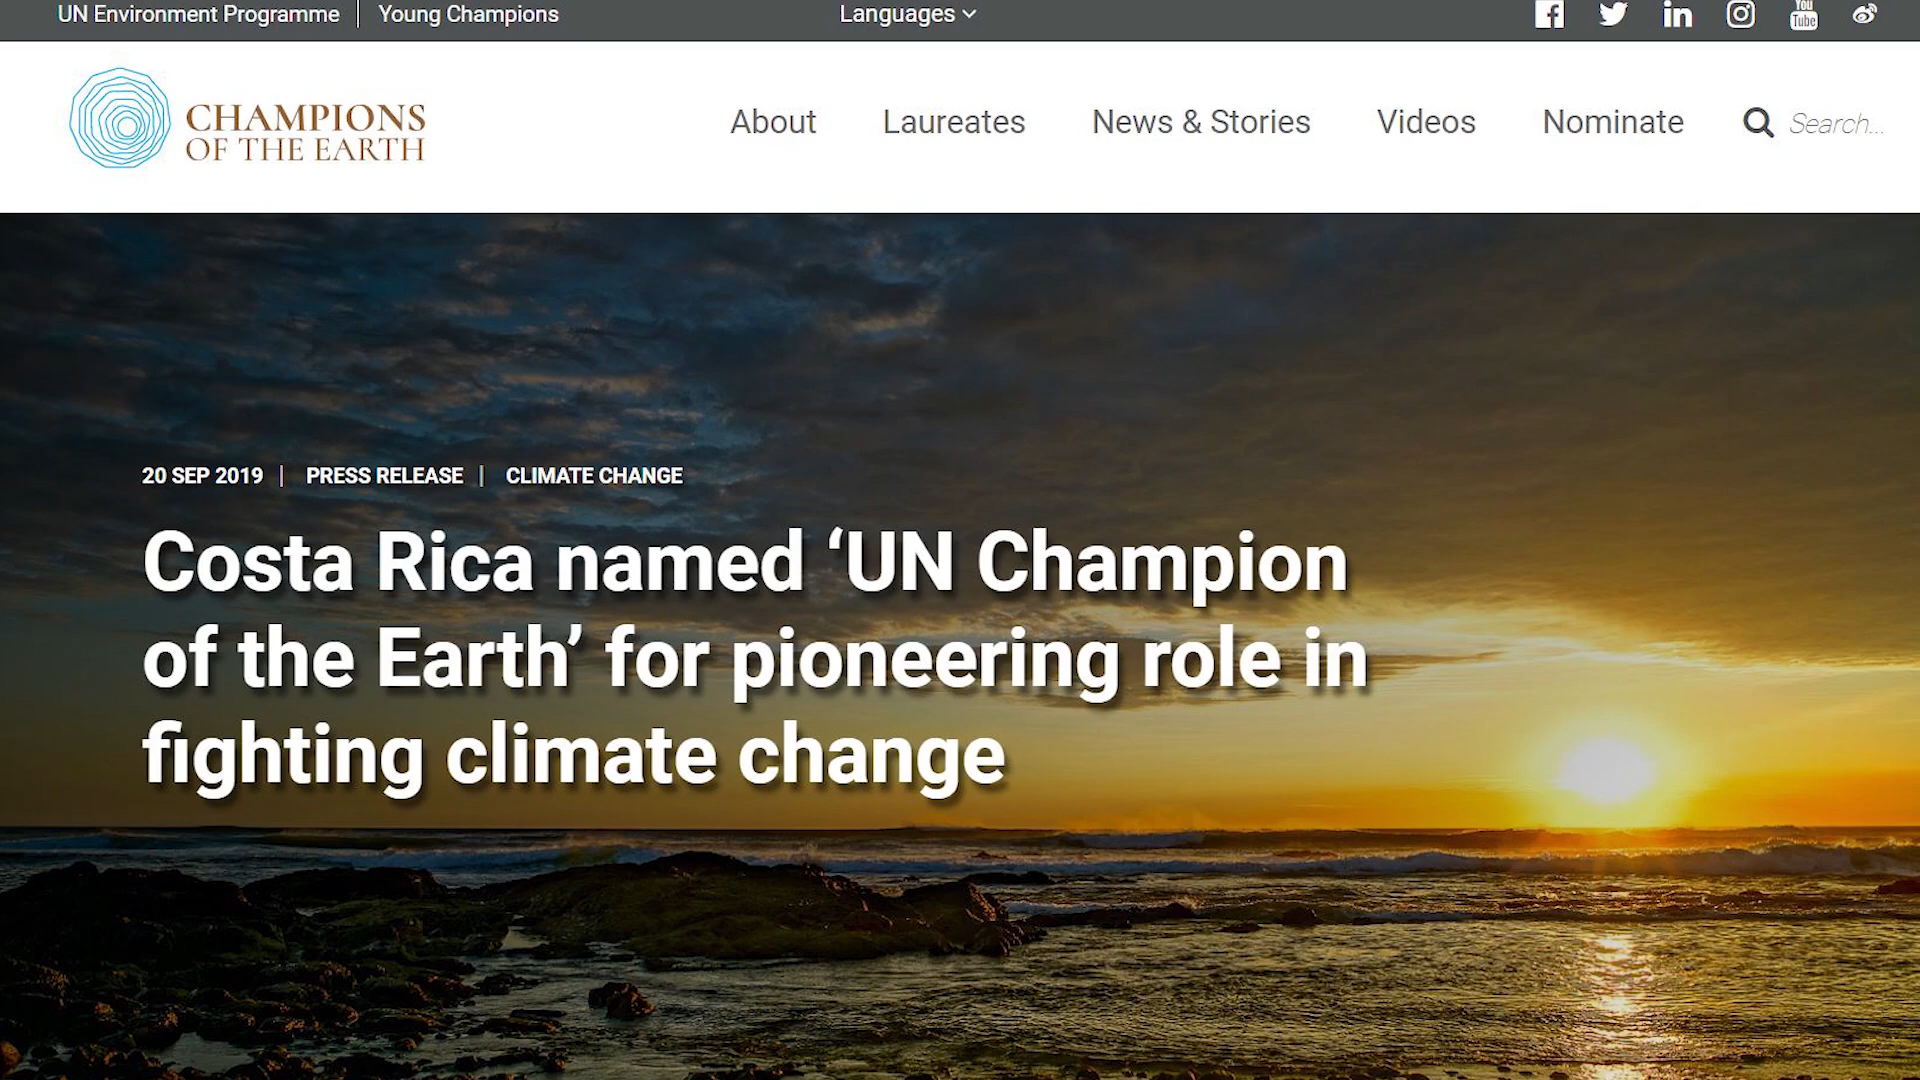 UN Environment Programme | Young Champions
Languages
You Tube
CHAMPIONS
OF THE EARTH
About
Laureates
News & Stories
Videos
Nominate
Search...
20 SEP 2019 | PRESS RELEASE | CLIMATE CHANGE
Costa Rica named ‘UN Champion
of the Earth’ for pioneering role in
fighting climate change